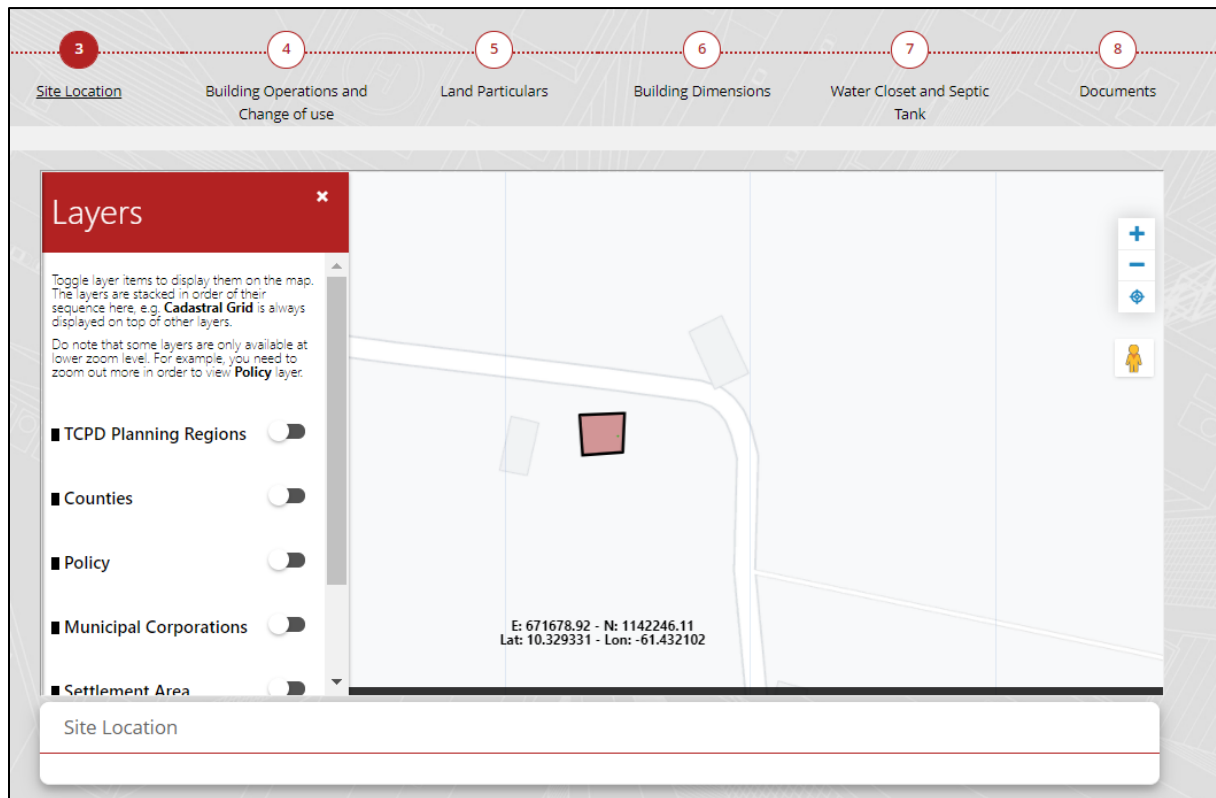 3
4
5
6
7
8
Site Location
Building Operations and
Change of use
Land Particulars
Building Dimensions
Water Closet and Septic
Tank
Documents
Layers
Toggle layer items to display them on the map.
The layers are stacked in order of their
sequence here, e.g. Cadastral Grid is always
displayed on top of other layers.
Do note that some layers are only available at
lower zoom level. For example, you need to
zoom out more in order to view Policy layer.
TCPD Planning Regions
Counties
Policy
Municipal Corporations
Settlement Area
E: 671678.92 - N: 1142246.11
Lat: 10.329331 - Lon: -61.432102
Site Location